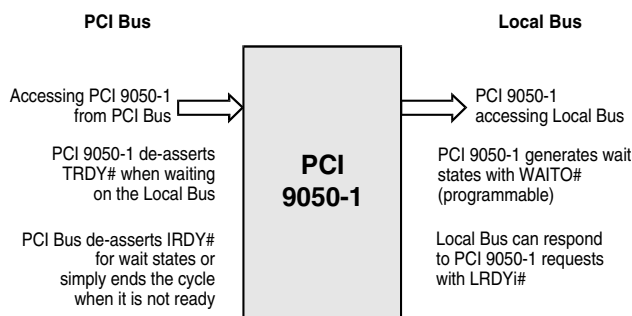 PCI Bus
Local Bus
Accessing PCI 9050-1
from PCI Bus
PCI 9050-1 de-asserts
TRDY# when waiting
on the Local Bus
PCI Bus de-asserts IRDY#
for wait states or
simply ends the cycle
when it is not ready
PCI
9050-1
PCI 9050-1
accessing Local Bus
PCI 9050-1 generates wait
states with WAITO#
(programmable)
Local Bus can respond
to PCI 9050-1 requests
with LRDYi#